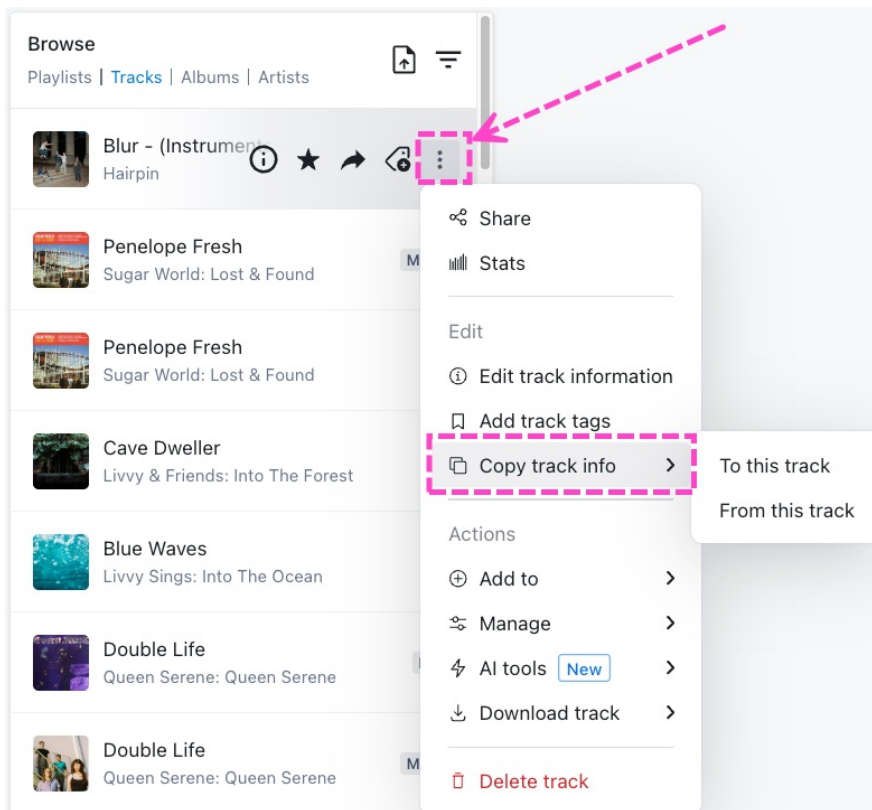 Browse
Playlists | Tracks | Albums | Artists
Blur - (Instrument
Hairpin
Penelope Fresh
Sugar World: Lost & Found
M
Penelope Fresh
Sugar World: Lost & Found
Cave Dweller
Livvy & Friends: Into The Forest
Blue Waves
Livvy Sings: Into The Ocean
Double Life
Queen Serene: Queen Serene
Double Life
Queen Serene: Queen Serene
M
Share
Stats
Edit
Edit track information
Add track tags
Copy track info
To this track
From this track
Actions
Add to
Manage
AI tools New
Download track
Delete track